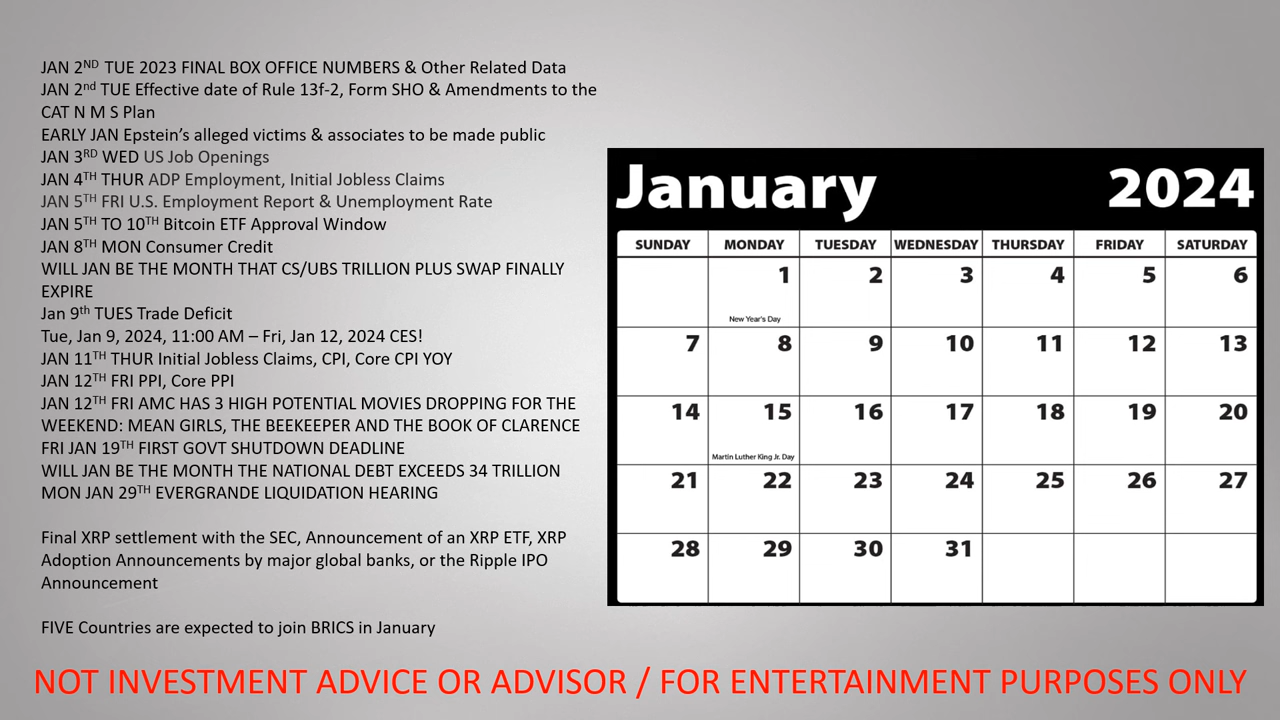 JAN 2ND TUE 2023 FINAL BOX OFFICE NUMBERS & Other Related Data
JAN 2nd TUE Effective date of Rule 13f-2, Form SHO & Amendments to the
CAT N M S Plan
EARLY JAN Epstein's alleged victims & associates to be made public
JAN 3RD WED US Job Openings
JAN 4TH THUR ADP Employment, Initial Jobless Claims
JAN 5TH FRI U.S. Employment Report & Unemployment Rate
JAN 5TH TO 10TH Bitcoin ETF Approval Window
JAN 8TH MON Consumer Credit
WILL JAN BE THE MONTH THAT CS/UBS TRILLION PLUS SWAP FINALLY
EXPIRE
Jan 9th TUES Trade Deficit
Tue, Jan 9, 2024, 11:00 AM – Fri, Jan 12, 2024 CES!
JAN 11TH THUR Initial Jobless Claims, CPI, Core CPI YOY
JAN 12TH FRI PPI, Core PPI
JAN 12TH FRI AMC HAS 3 HIGH POTENTIAL MOVIES DROPPING FOR THE
WEEKEND: MEAN GIRLS, THE BEEKEEPER AND THE BOOK OF CLARENCE
FRI JAN 19TH FIRST GOVT SHUTDOWN DEADLINE
WILL JAN BE THE MONTH THE NATIONAL DEBT EXCEEDS 34 TRILLION
MON JAN 29TH EVERGRANDE LIQUIDATION HEARING
Final XRP settlement with the SEC, Announcement of an XRP ETF, XRP
Adoption Announcements by major global banks, or the Ripple IPO
Announcement
FIVE Countries are expected to join BRICS in January
January 2024
SUNDAY MONDAY TUESDAY WEDNESDAY THURSDAY FRIDAY SATURDAY
1 2 3 4 5 6
New Year's Day
7 8 9 10 11 12 13
14 15 16 17 18 19 20
Martin Luther King Jr. Day
21 22 23 24 25 26 27
28 29 30 31
NOT INVESTMENT ADVICE OR ADVISOR / FOR ENTERTAINMENT PURPOSES ONLY